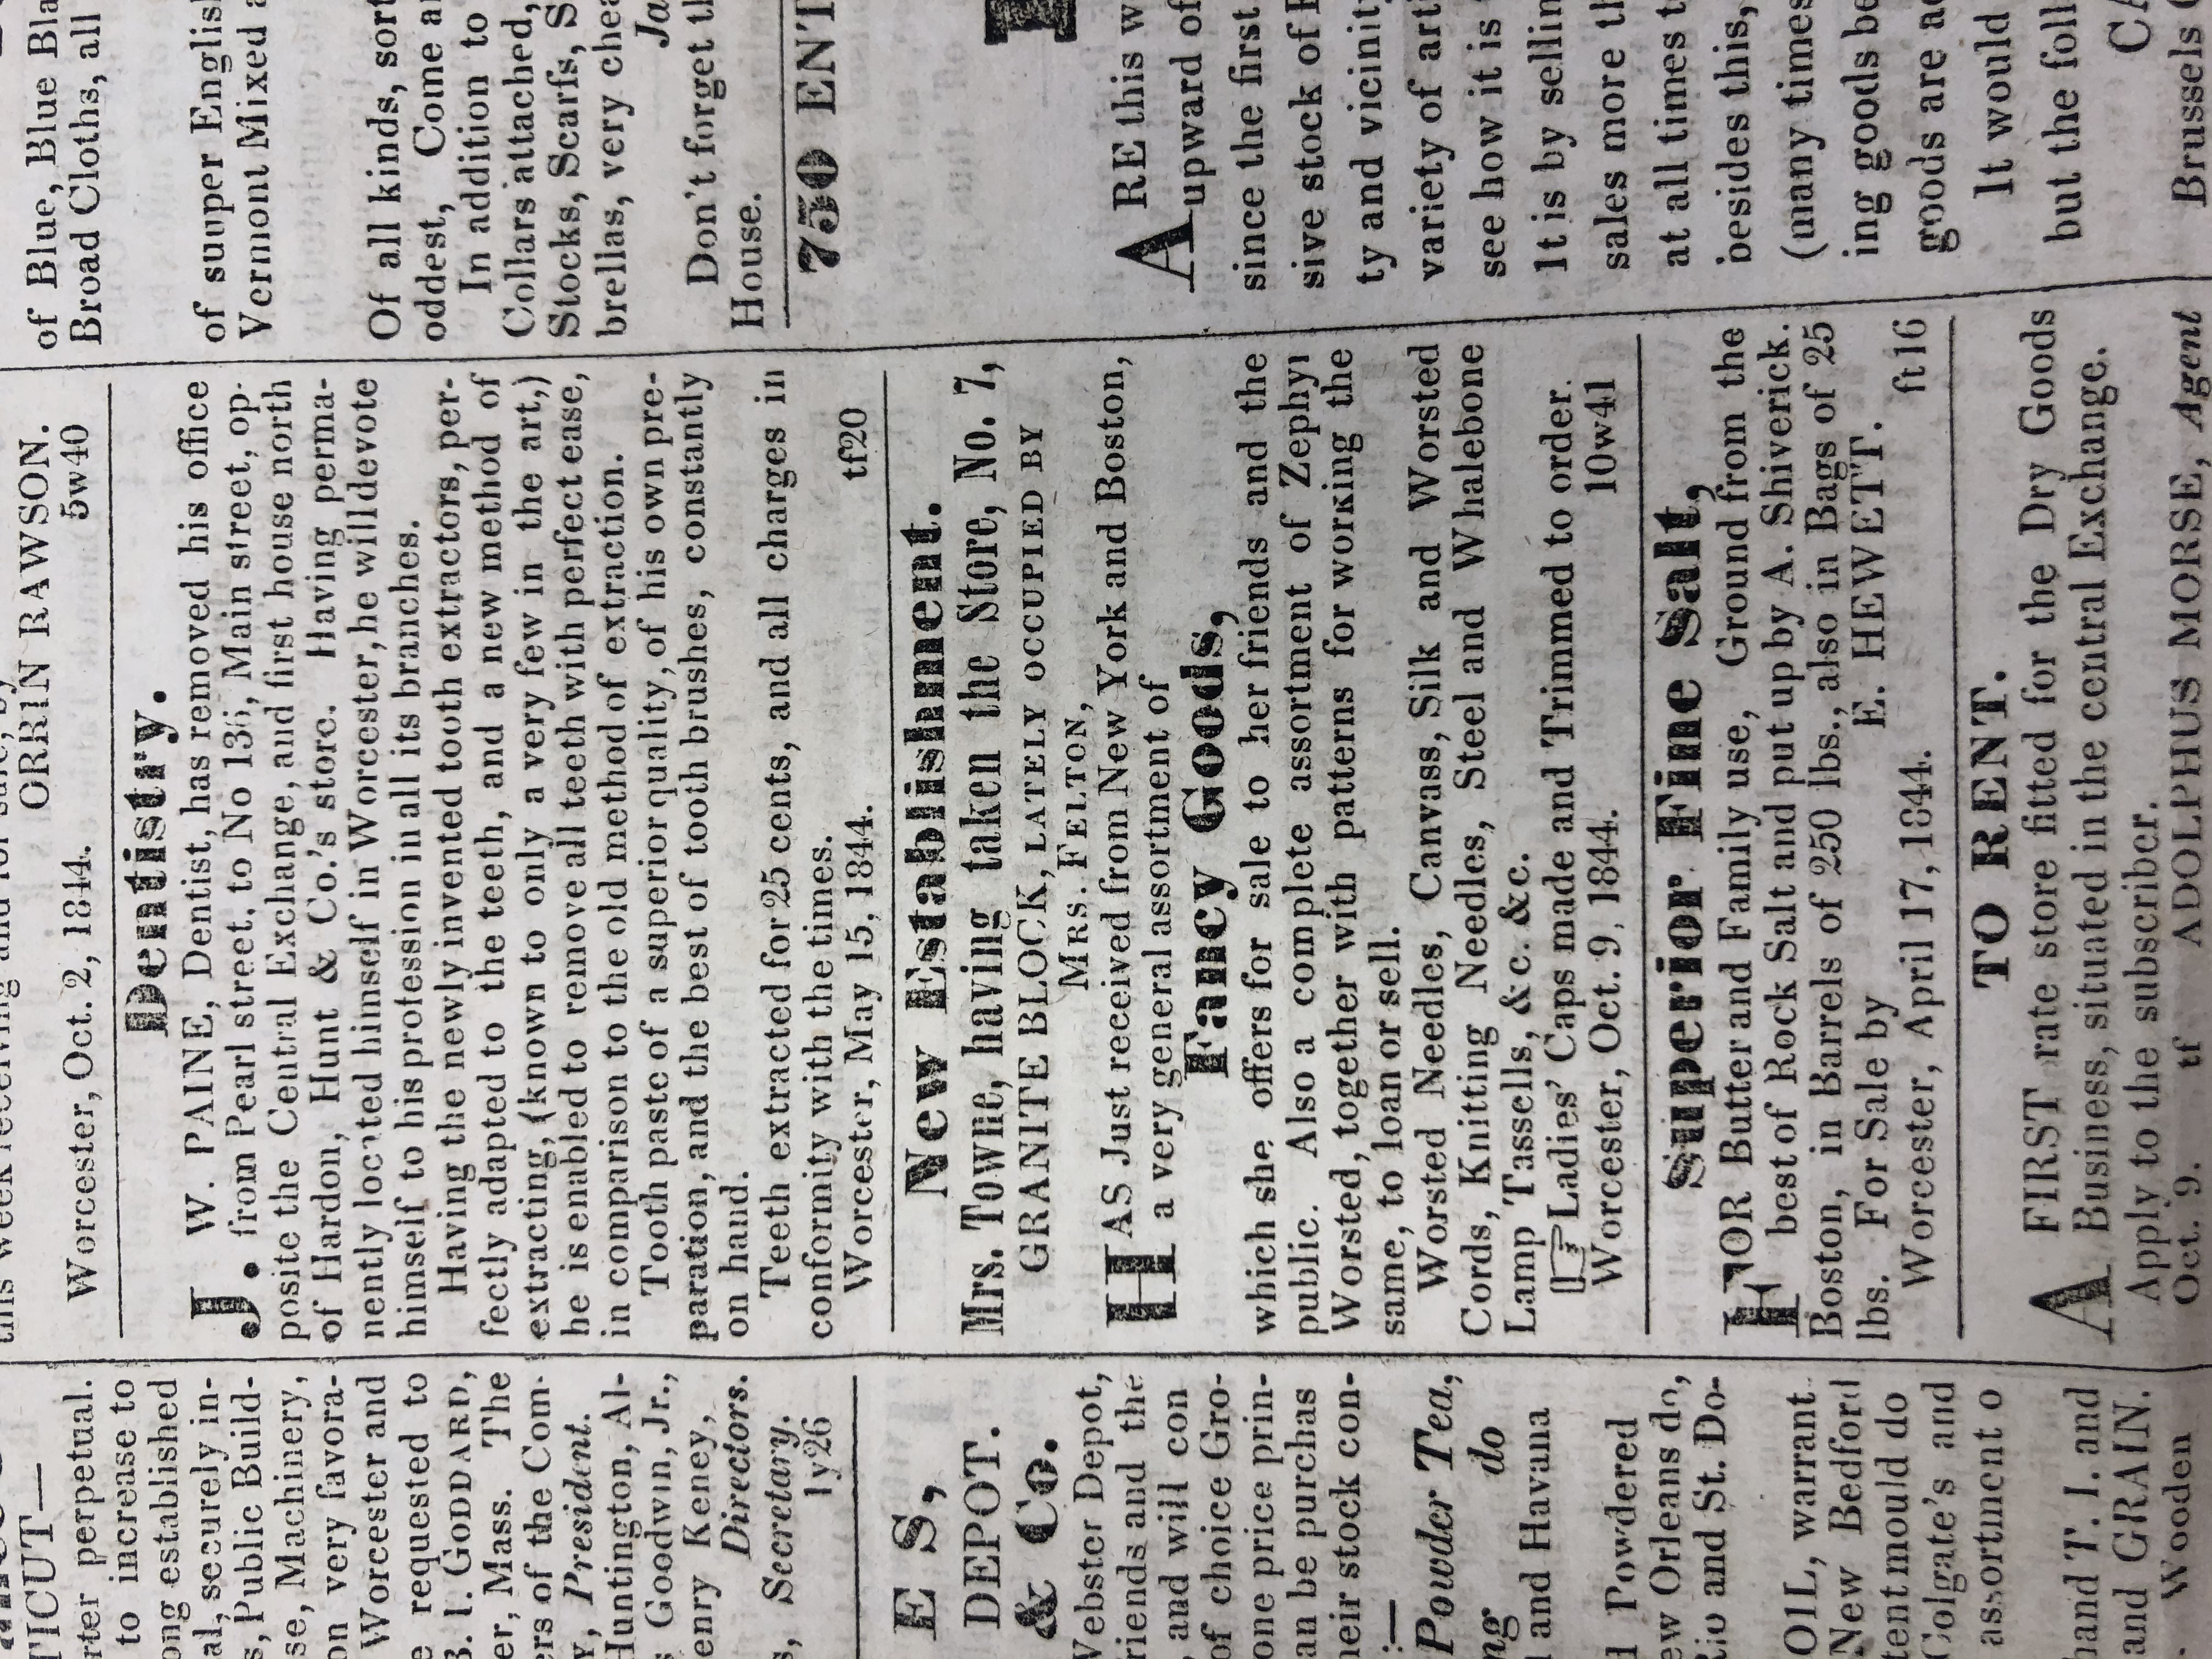 TICUT—
rter perpetual.
to increase to
ong established
al, securely in-
s, Public Build-
se, Machinery,
on very favora-
Worcester and
e requested to
B. I. GODDARD,
er, Mass. The
ers of the Com-
Y, President.
Huntington, Al-
s Goodwin, Jr.,
enry Keney,
Directors.
s, Secretary.
1y26
E S,
DEPOT.
& Co.
Webster Depot,
riends and the
, and will con
of choice Gro-
one price prin-
an be purchas
heir stock con-
:—
Powder Tea,
ng do
l and Havana
d Powdered
ew Orleans do,
Rio and St. Do-
OIL, warrant
New Bedford
tent mould do
Colgate's and
assortment o
hand T. I. and
and GRAIN.
Wooden
this week receiving and for sale, by
ORRIN RAWSON.
Worcester, Oct. 2, 1844. 5w40
Dentistry.
J. W. PAINE, Dentist, has removed his office
from Pearl street, to No 136, Main street, op-
posite the Central Exchange, and first house north
of Hardon, Hunt & Co.'s store. Having perma-
nently located himself in Worcester, he will devote
himself to his profession in all its branches.
Having the newly invented tooth extractors, per-
fectly adapted to the teeth, and a new method of
extracting, (known to only a very few in the art,)
he is enabled to remove all teeth with perfect ease,
in comparison to the old method of extraction.
Tooth paste of a superior quality, of his own pre-
paration, and the best of tooth brushes, constantly
on hand.
Teeth extracted for 25 cents, and all charges in
conformity with the times.
Worcester, May 15, 1844. tf20
New Establishment.
Mrs. Towne, having taken the Store, No. 7,
GRANITE BLOCK, LATELY OCCUPIED BY
MRS. FELTON,
HAS Just received from New York and Boston,
a very general assortment of
Fancy Goods,
which she offers for sale to her friends and the
public. Also a complete assortment of Zephyr
Worsted, together with patterns for working the
same, to loan or sell.
Worsted Needles, Canvass, Silk and Worsted
Cords, Knitting Needles, Steel and Whalebone
Lamp Tassells, &c. &c.
☞Ladies' Caps made and Trimmed to order.
Worcester, Oct. 9, 1844. 10w41
Superior Fine Salt,
FOR Butter and Family use, Ground from the
best of Rock Salt and put up by A. Shiverick.
Boston, in Barrels of 250 lbs., also in Bags of 25
lbs. For Sale by E. HEWETT.
Worcester, April 17, 1844. ft16
TO RENT.
A FIRST rate store fitted for the Dry Goods
Business, situated in the central Exchange.
Apply to the subscriber.
Oct. 9. tf ADOLPHUS MORSE, Agent
of Blue, Blue Bla
Broad Cloths, all
of supper English
Vermont Mixed a
Of all kinds, sort
oddest, Come an
In addition to
Collars attached,
Stocks, Scarfs, S
brellas, very chea
Ja
Don't forget th
House.
750 ENT
ARE this w
upward of
since the first
sive stock of
ty and vicinity
variety of art
see how it is
It is by sellin
sales more th
at all times t
besides this,
(many times
ing goods be
goods are a
It would
but the foll
CA
Brussels